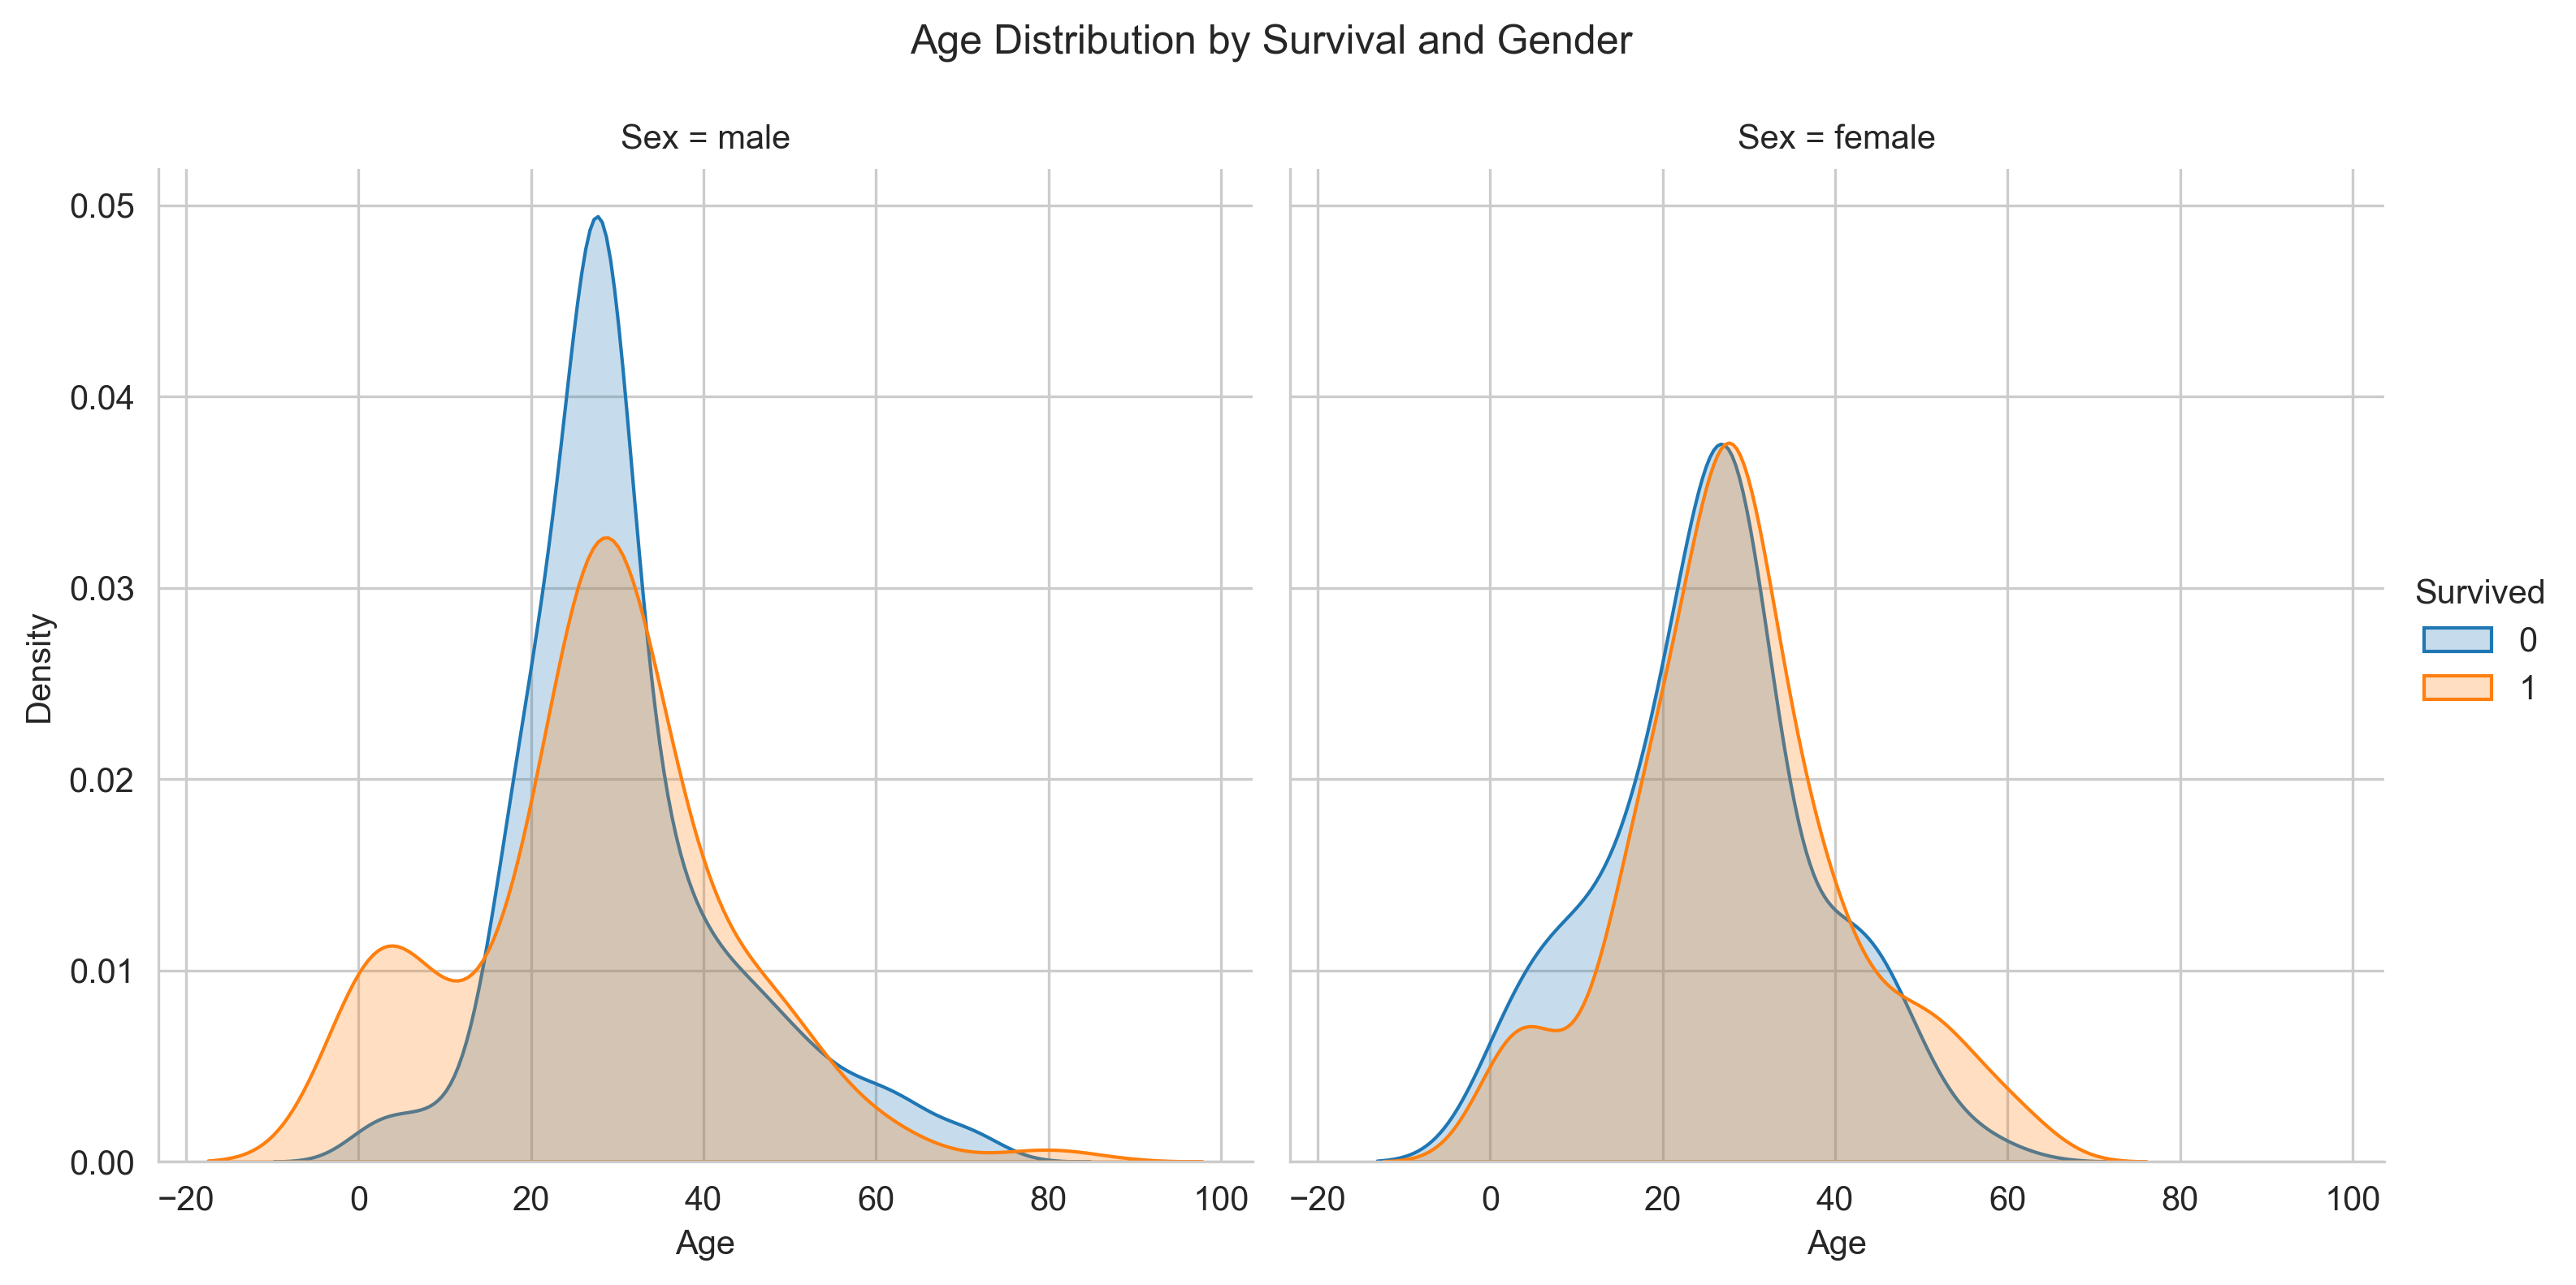 Age Distribution by Survival and Gender
Sex = male
Sex = female
0.05
0.04
0.03
0.02
0.01
0.00
Density
−20 0 20 40 60 80 100
Age
−20 0 20 40 60 80 100
Age
Survived
0
1